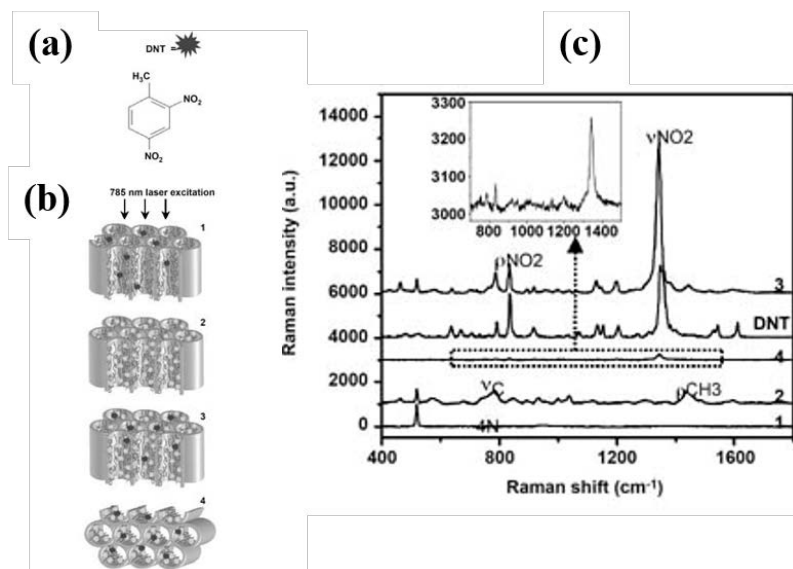 (a)
DNT =
H₃C
NO₂
NO₂
(b)
785 nm laser excitation
1
2
3
4
(c)
Raman intensity (a.u.)
14000
12000
10000
8000
6000
4000
2000
0
3300
3200
3100
3000
800 1000 1200 1400
νNO2
ρNO2
3
DNT
4
νC
ρCH3
2
4N
1
400 800 1200 1600
Raman shift (cm⁻¹)